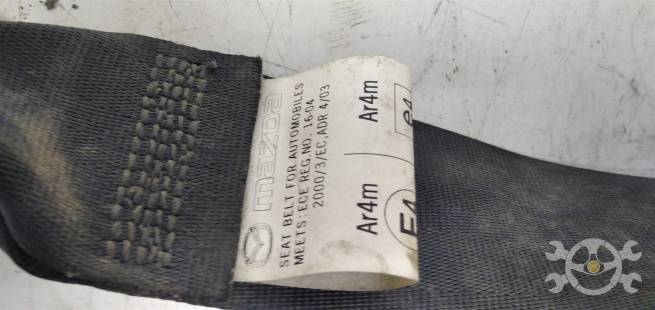 mazda
SEAT BELT FOR AUTOMOBILES
MEETS: ECE REG.NO. 16-04
2000/3/EC, ADR 4/03
Ar4m
Ar4m
E4
e4